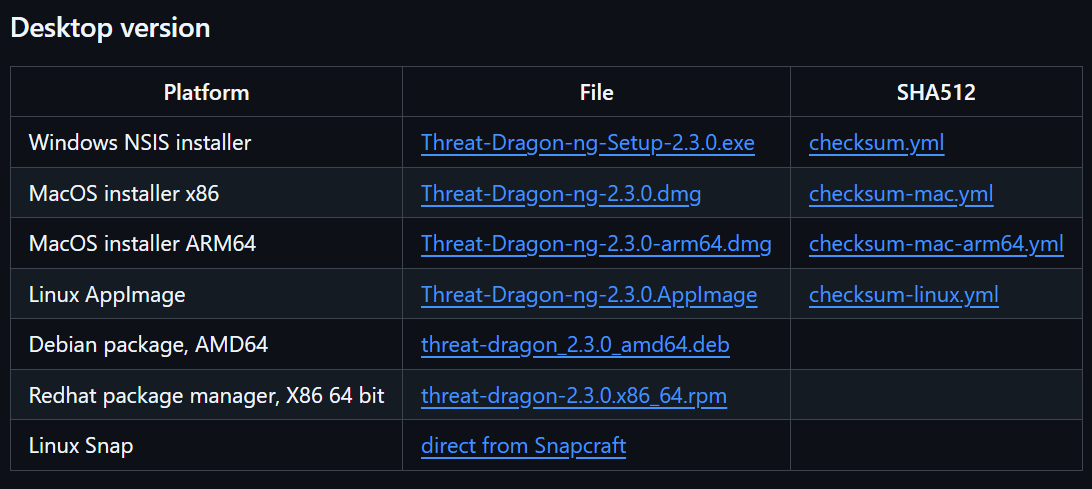 Desktop version
Platform File SHA512
Windows NSIS installer Threat-Dragon-ng-Setup-2.3.0.exe checksum.yml
MacOS installer x86 Threat-Dragon-ng-2.3.0.dmg checksum-mac.yml
MacOS installer ARM64 Threat-Dragon-ng-2.3.0-arm64.dmg checksum-mac-arm64.yml
Linux AppImage Threat-Dragon-ng-2.3.0.AppImage checksum-linux.yml
Debian package, AMD64 threat-dragon_2.3.0_amd64.deb
Redhat package manager, X86 64 bit threat-dragon-2.3.0.x86_64.rpm
Linux Snap direct from Snapcraft